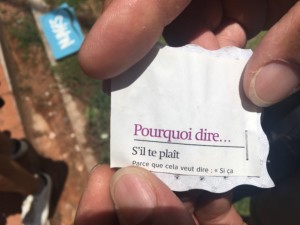 Pourquoi dire...
S'il te plaît
Parce que cela veut dire : « Si ça